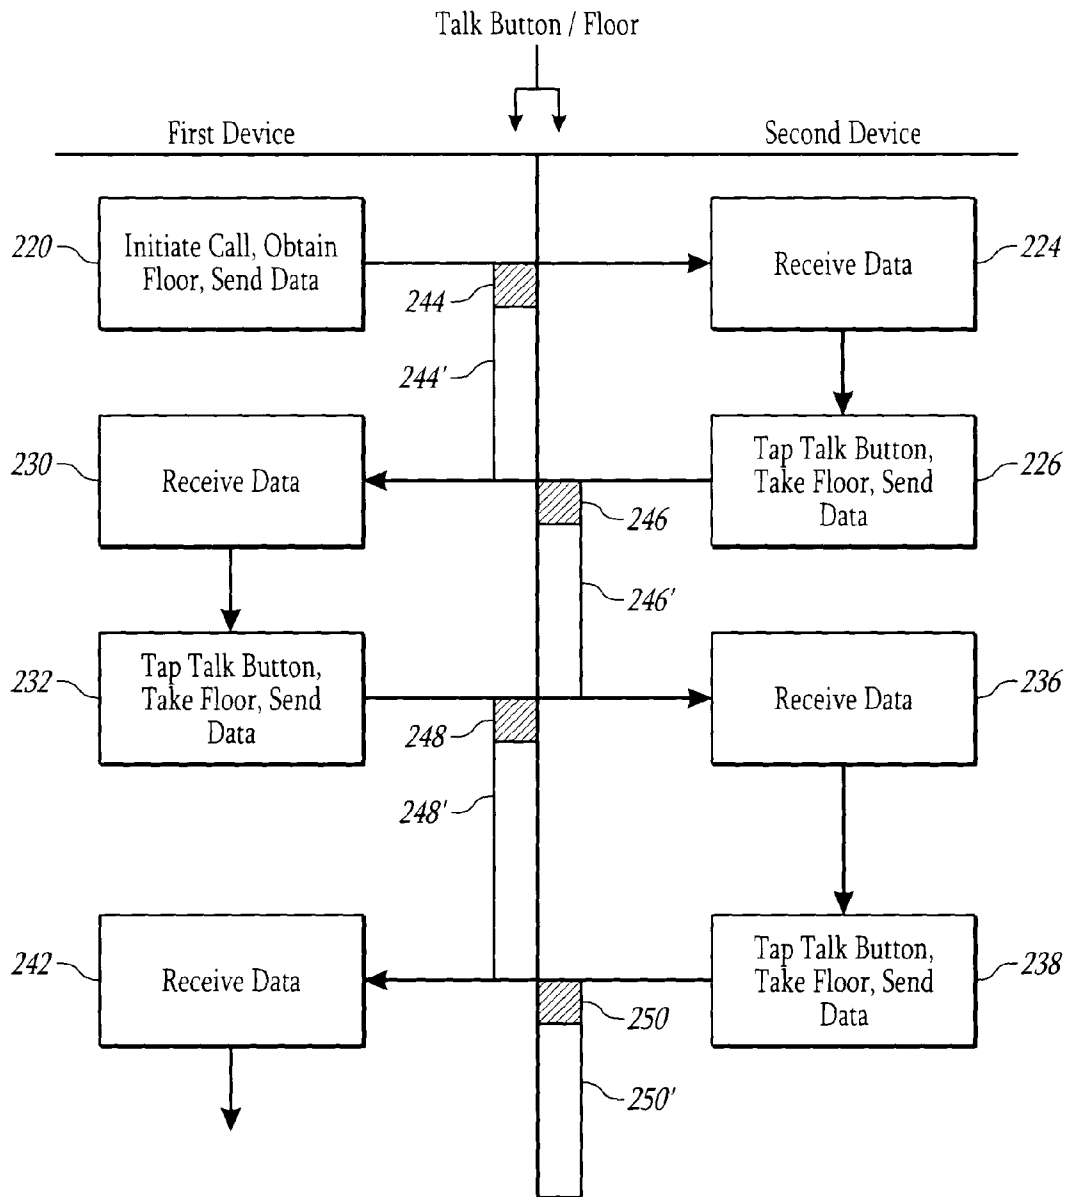 Talk Button / Floor
First Device
Second Device
220
Initiate Call, Obtain
Floor, Send Data
244
Receive Data
224
244'
230
Receive Data
Tap Talk Button,
Take Floor, Send
Data
226
246
246'
232
Tap Talk Button,
Take Floor, Send
Data
248
Receive Data
236
248'
242
Receive Data
Tap Talk Button,
Take Floor, Send
Data
238
250
250'